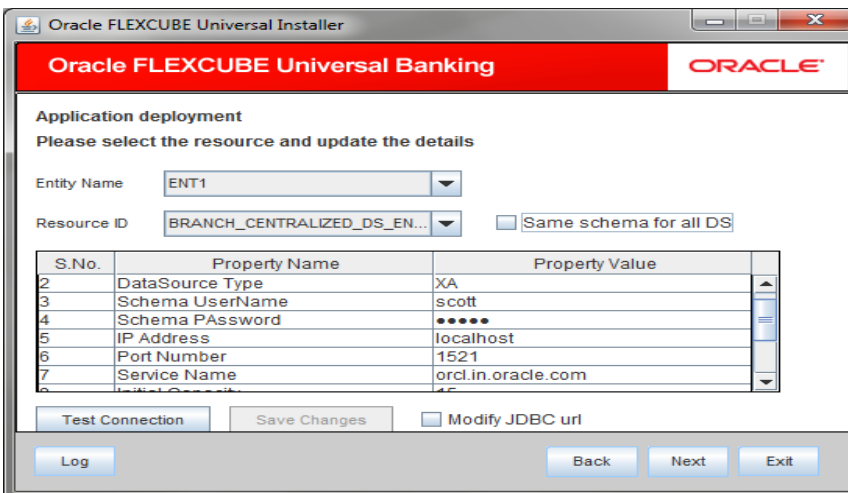 Oracle FLEXCUBE Universal Installer
Oracle FLEXCUBE Universal Banking
ORACLE
Application deployment
Please select the resource and update the details
Entity Name ENT1
Resource ID BRANCH_CENTRALIZED_DS_EN... Same schema for all DS
S.No. Property Name Property Value
2 DataSource Type XA
3 Schema UserName scott
4 Schema PAssword •••••
5 IP Address localhost
6 Port Number 1521
7 Service Name orcl.in.oracle.com
Test Connection Save Changes Modify JDBC url
Log Back Next Exit